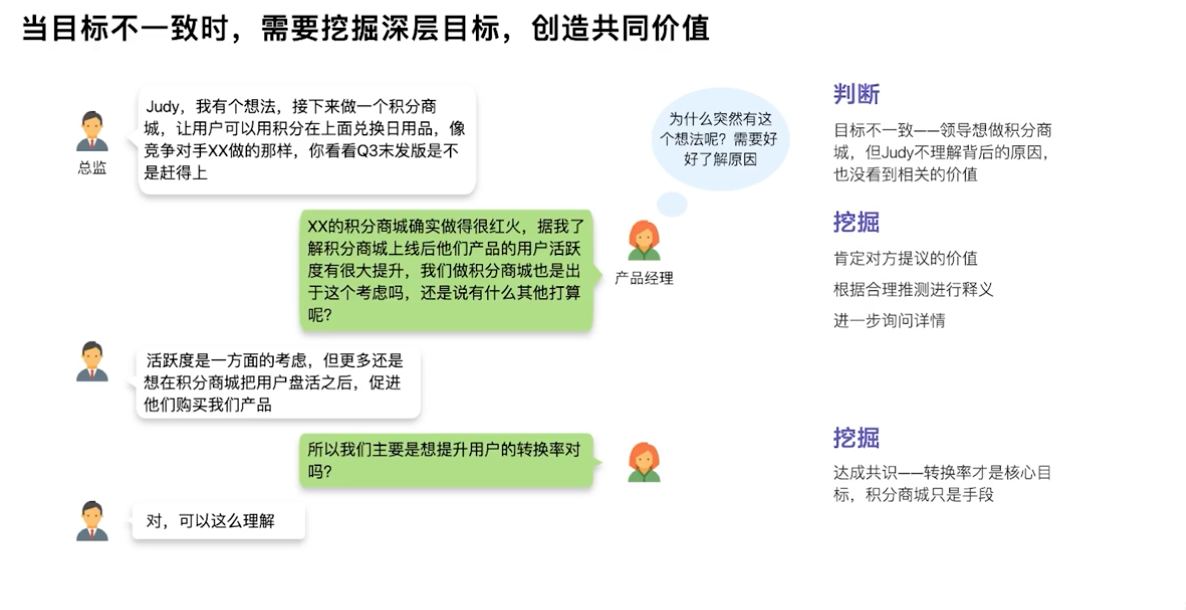 当目标不一致时，需要挖掘深层目标，创造共同价值
Judy，我有个想法，接下来做一个积分商
城，让用户可以用积分在上面兑换日用品，像
竞争对手XX做的那样，你看看Q3末发版是不
是赶得上
总监
为什么突然有这
个想法呢？需要好
好了解原因
判断
目标不一致——领导想做积分商
城，但Judy不理解背后的原因，
也没看到相关的价值
XX的积分商城确实做得很红火，据我了
解积分商城上线后他们产品的用户活跃
度有很大提升，我们做积分商城也是出
于这个考虑吗，还是说有什么其他打算
呢？
产品经理
挖掘
肯定对方提议的价值
根据合理推测进行释义
进一步询问详情
活跃度是一方面的考虑，但更多还是
想在积分商城把用户盘活之后，促进
他们购买我们产品
所以我们主要是想提升用户的转换率对
吗？
挖掘
达成共识——转换率才是核心目
标，积分商城只是手段
对，可以这么理解